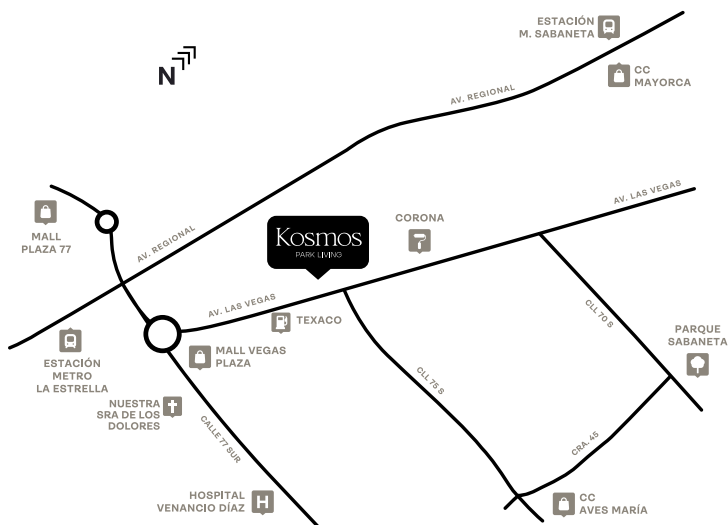 ESTACIÓN
M. SABANETA
CC
MAYORCA
N
AV. REGIONAL
AV. LAS VEGAS
MALL
PLAZA 77
CORONA
Kosmos
PARK LIVING
AV. REGIONAL
AV. LAS VEGAS
TEXACO
CLL 70 S
PARQUE
SABANETA
ESTACIÓN
METRO
LA ESTRELLA
MALL VEGAS
PLAZA
CLL 75 S
NUESTRA
SRA DE LOS
DOLORES
CALLE 77 SUR
CRA. 45
HOSPITAL
VENANCIO DÍAZ
H
CC
AVES MARÍA